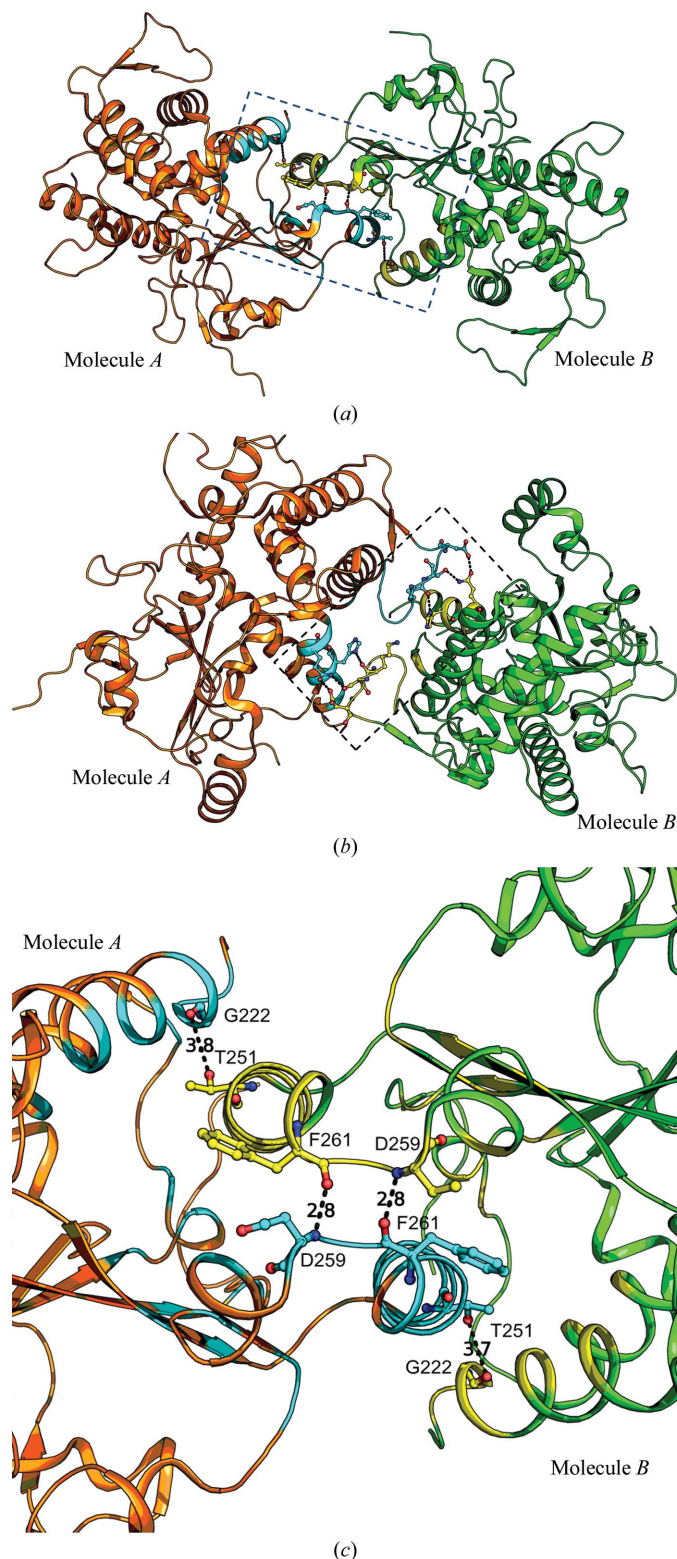 Molecule A
Molecule B
(a)
Molecule A
Molecule B
(b)
Molecule A
G222
3.8
T251
F261
D259
2.8
2.8
F261
D259
T251
3.7
G222
Molecule B
(c)